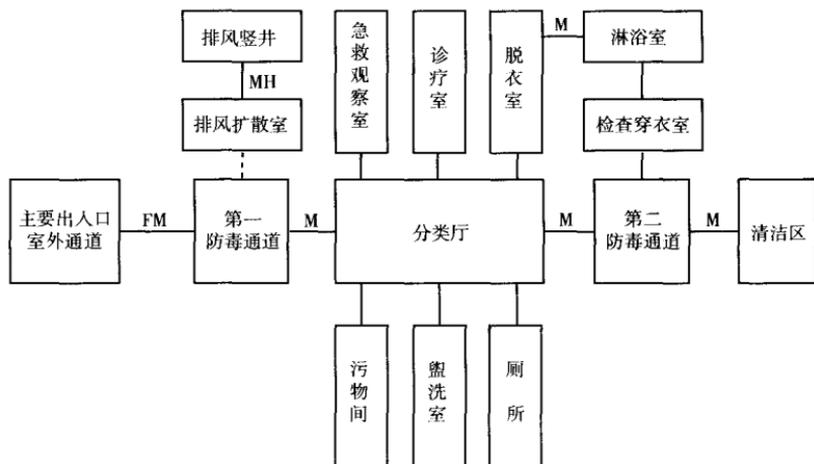 排风竖井
MH
排风扩散室
急救观察室
诊疗室
脱衣室
M
淋浴室
检查穿衣室
主要出入口
室外通道
FM
第一
防毒通道
M
分类厅
M
第二
防毒通道
M
清洁区
污物间
盥洗室
厕所